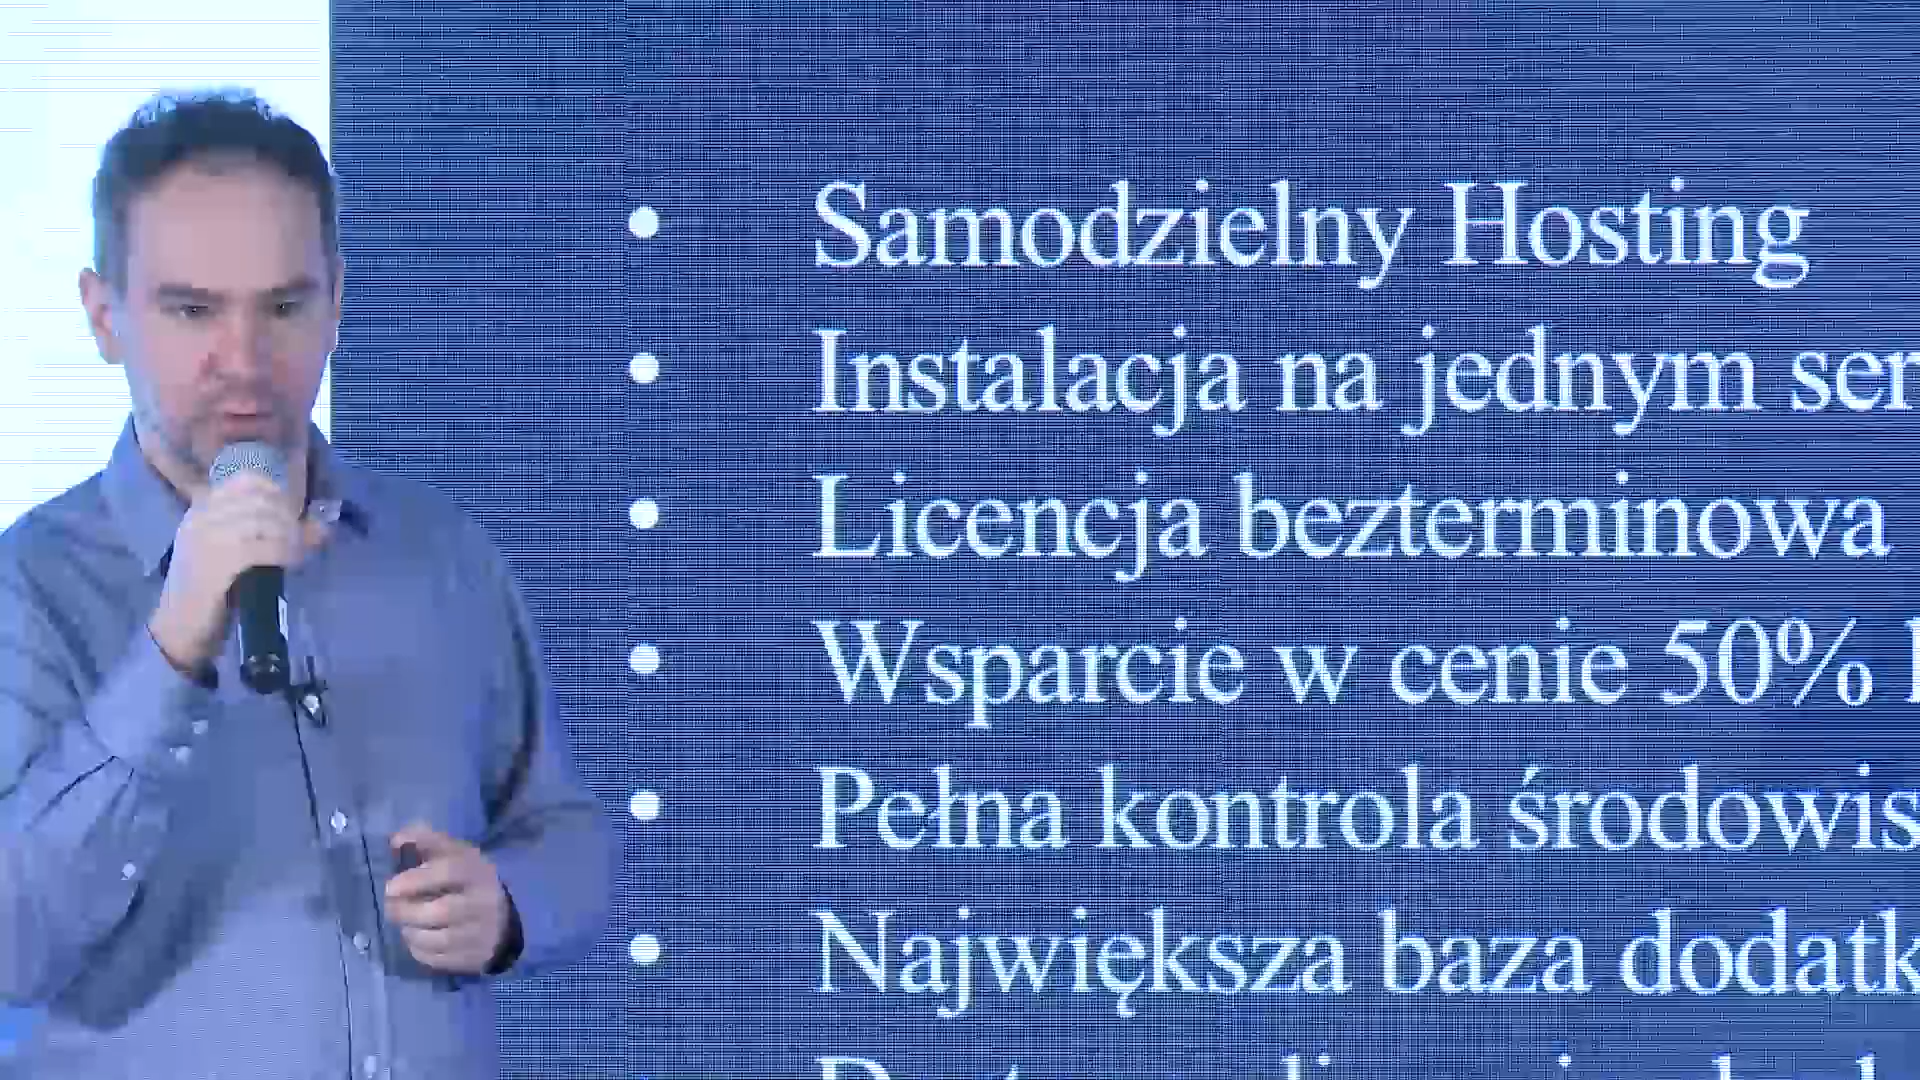 • Samodzielny Hosting
• Instalacja na jednym ser
• Licencja bezterminowa
• Wsparcie w cenie 50%
• Pełna kontrola środowis
• Największa baza dodatk